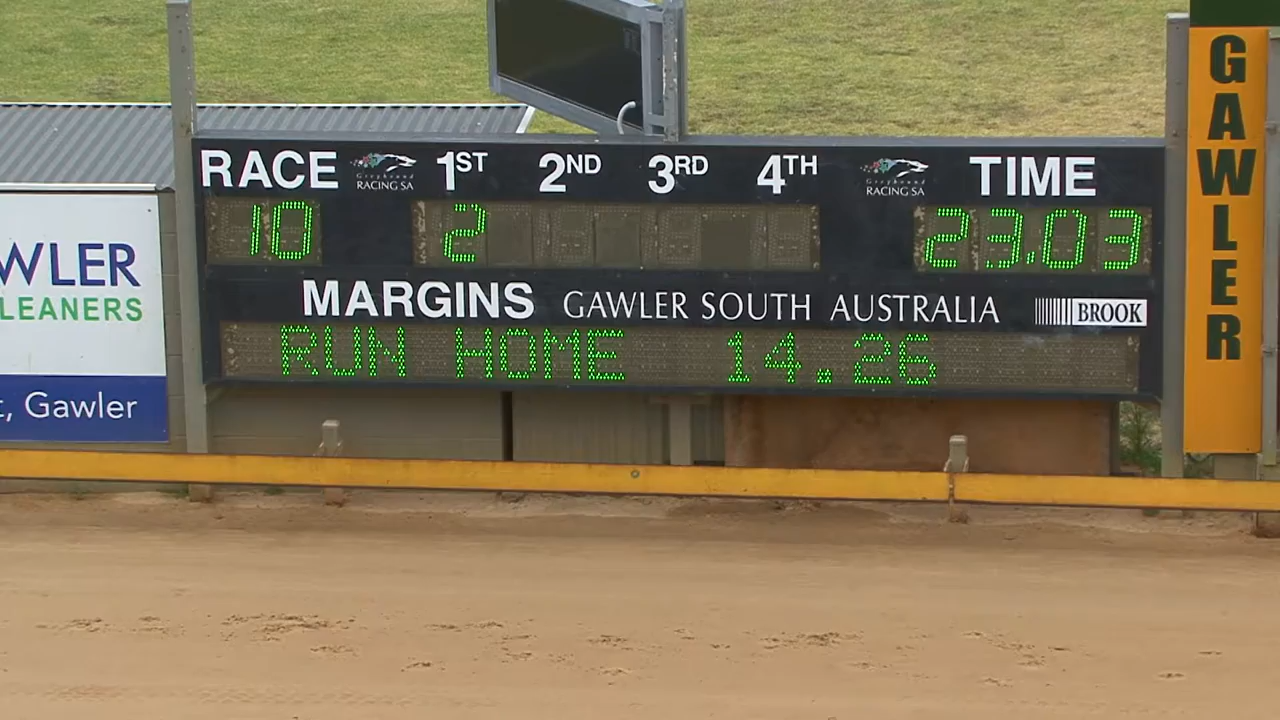 RACE
Greyhound
RACING SA
1ST
2ND
3RD
4TH
Greyhound
RACING SA
TIME
10
2
23.03
MARGINS
GAWLER SOUTH AUSTRALIA
BROOK
RUN HOME 14.26
WLER
LEANERS
, Gawler
GAWLER